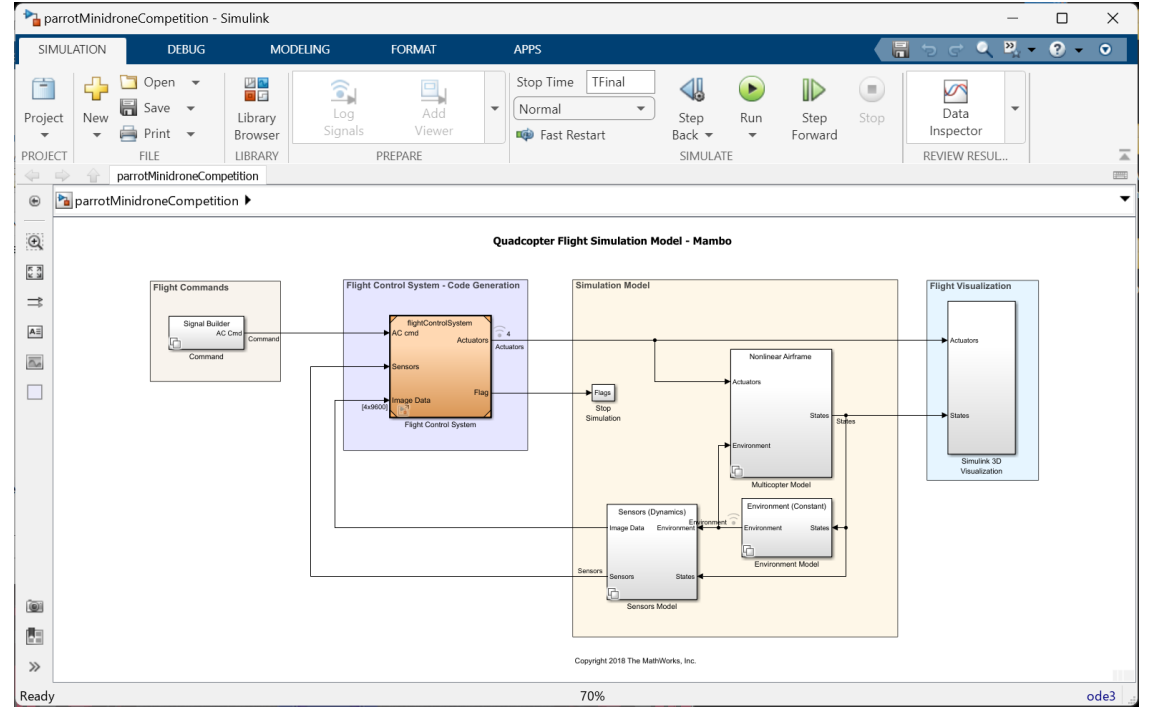 parrotMinidroneCompetition - Simulink
SIMULATION DEBUG MODELING FORMAT APPS
Project
New
Open
Save
Print
Library
Browser
Log
Signals
Add
Viewer
Stop Time TFinal
Normal
Fast Restart
Step
Back
Run
Step
Forward
Stop
Data
Inspector
PROJECT FILE LIBRARY PREPARE SIMULATE REVIEW RESUL...
parrotMinidroneCompetition
parrotMinidroneCompetition
Quadcopter Flight Simulation Model - Mambo
Flight Commands
Signal Builder
AC Cmd
Command
Command
Flight Control System - Code Generation
flightControlSystem
AC cmd
Actuators
4
Actuators
Sensors
Flag
Image Data
[4x9600]
Flight Control System
Simulation Model
Flags
Stop
Simulation
Nonlinear Airframe
Actuators
States
States
Environment
Multicopter Model
Sensors (Dynamics)
Image Data
Environment
Environment
Sensors
Sensors
States
Sensors Model
Environment (Constant)
Environment
States
Environment Model
Flight Visualization
Actuators
States
Simulink 3D
Visualization
Copyright 2018 The MathWorks, Inc.
Ready 70% ode3